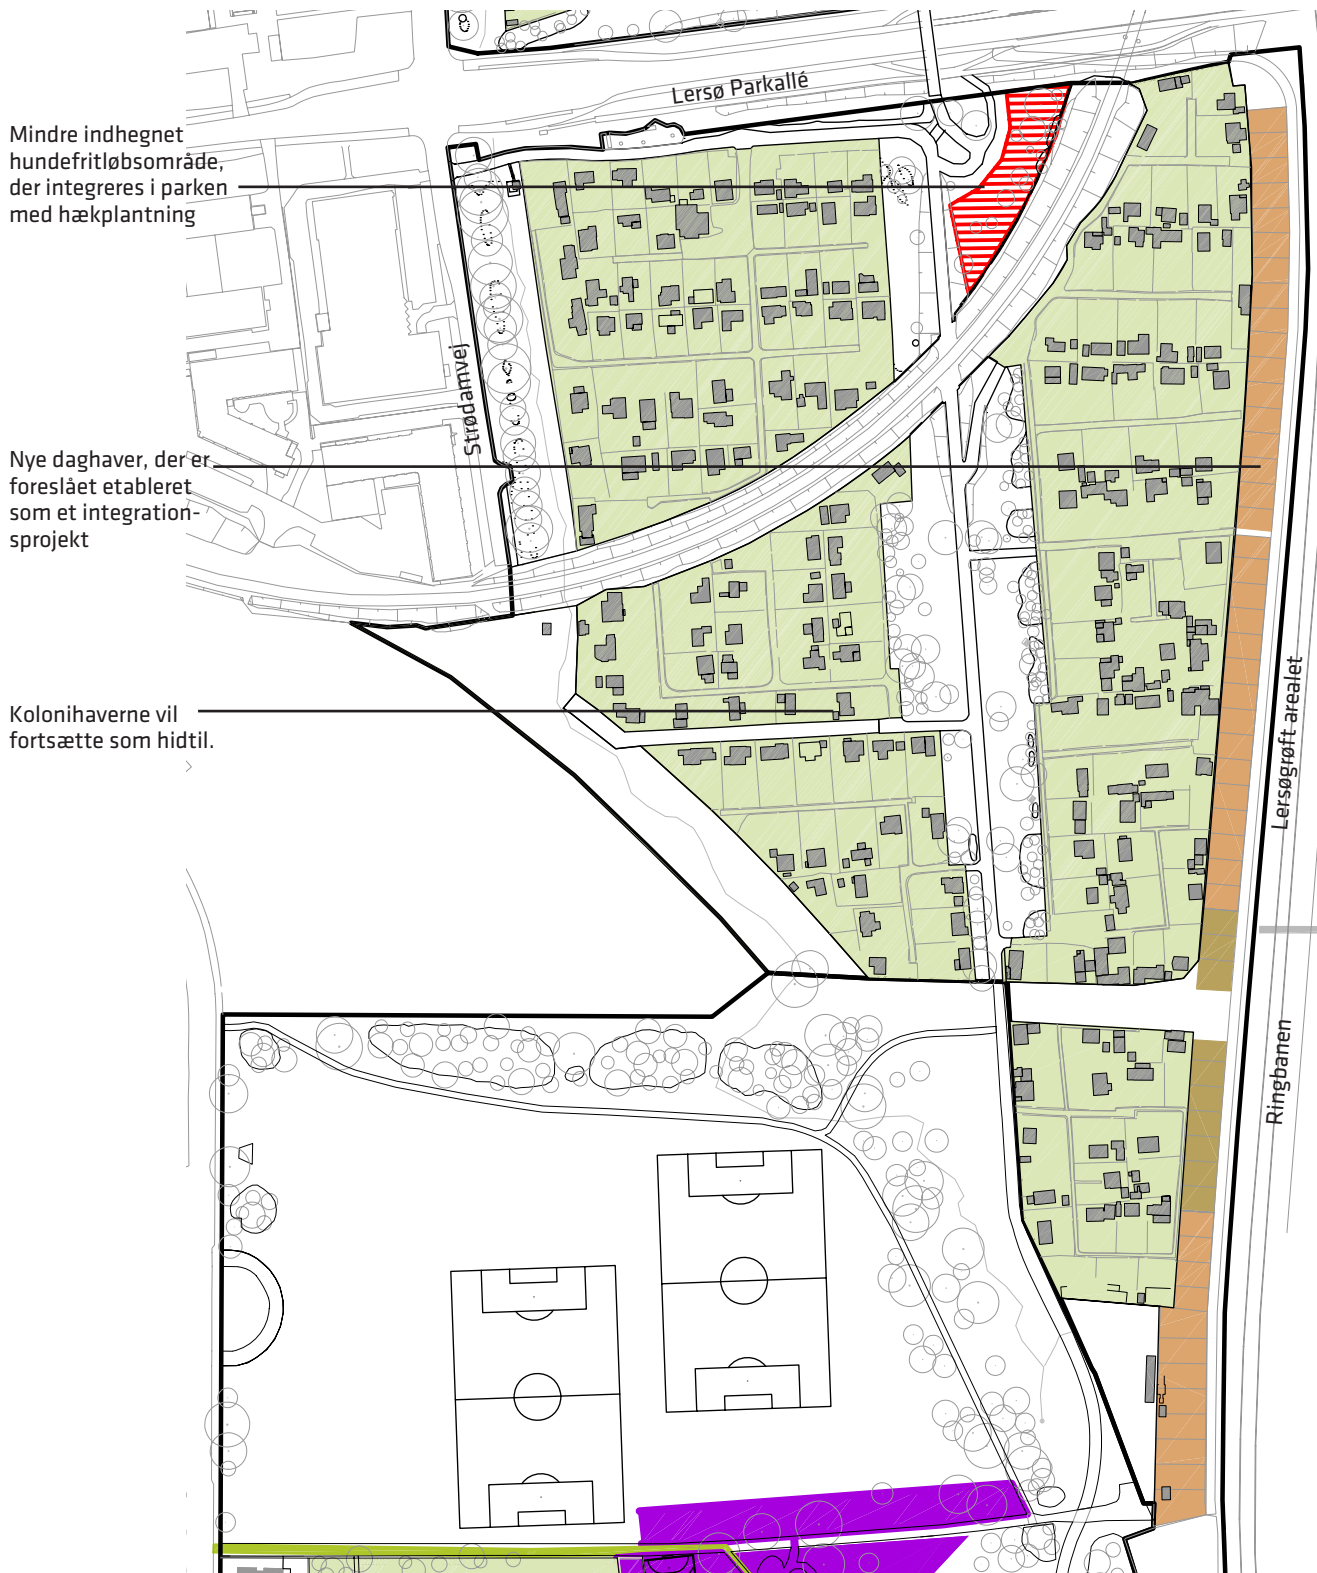 Lersø Parkallé
Mindre indhegnet
hundefritløbsområde,
der integreres i parken
med hækplantning
Strødamvej
Nye daghaver, der er
foreslået etableret
som et integration-
sprojekt
Kolonihaverne vil
fortsætte som hidtil.
Lersøgrøft arealet
Ringbanen